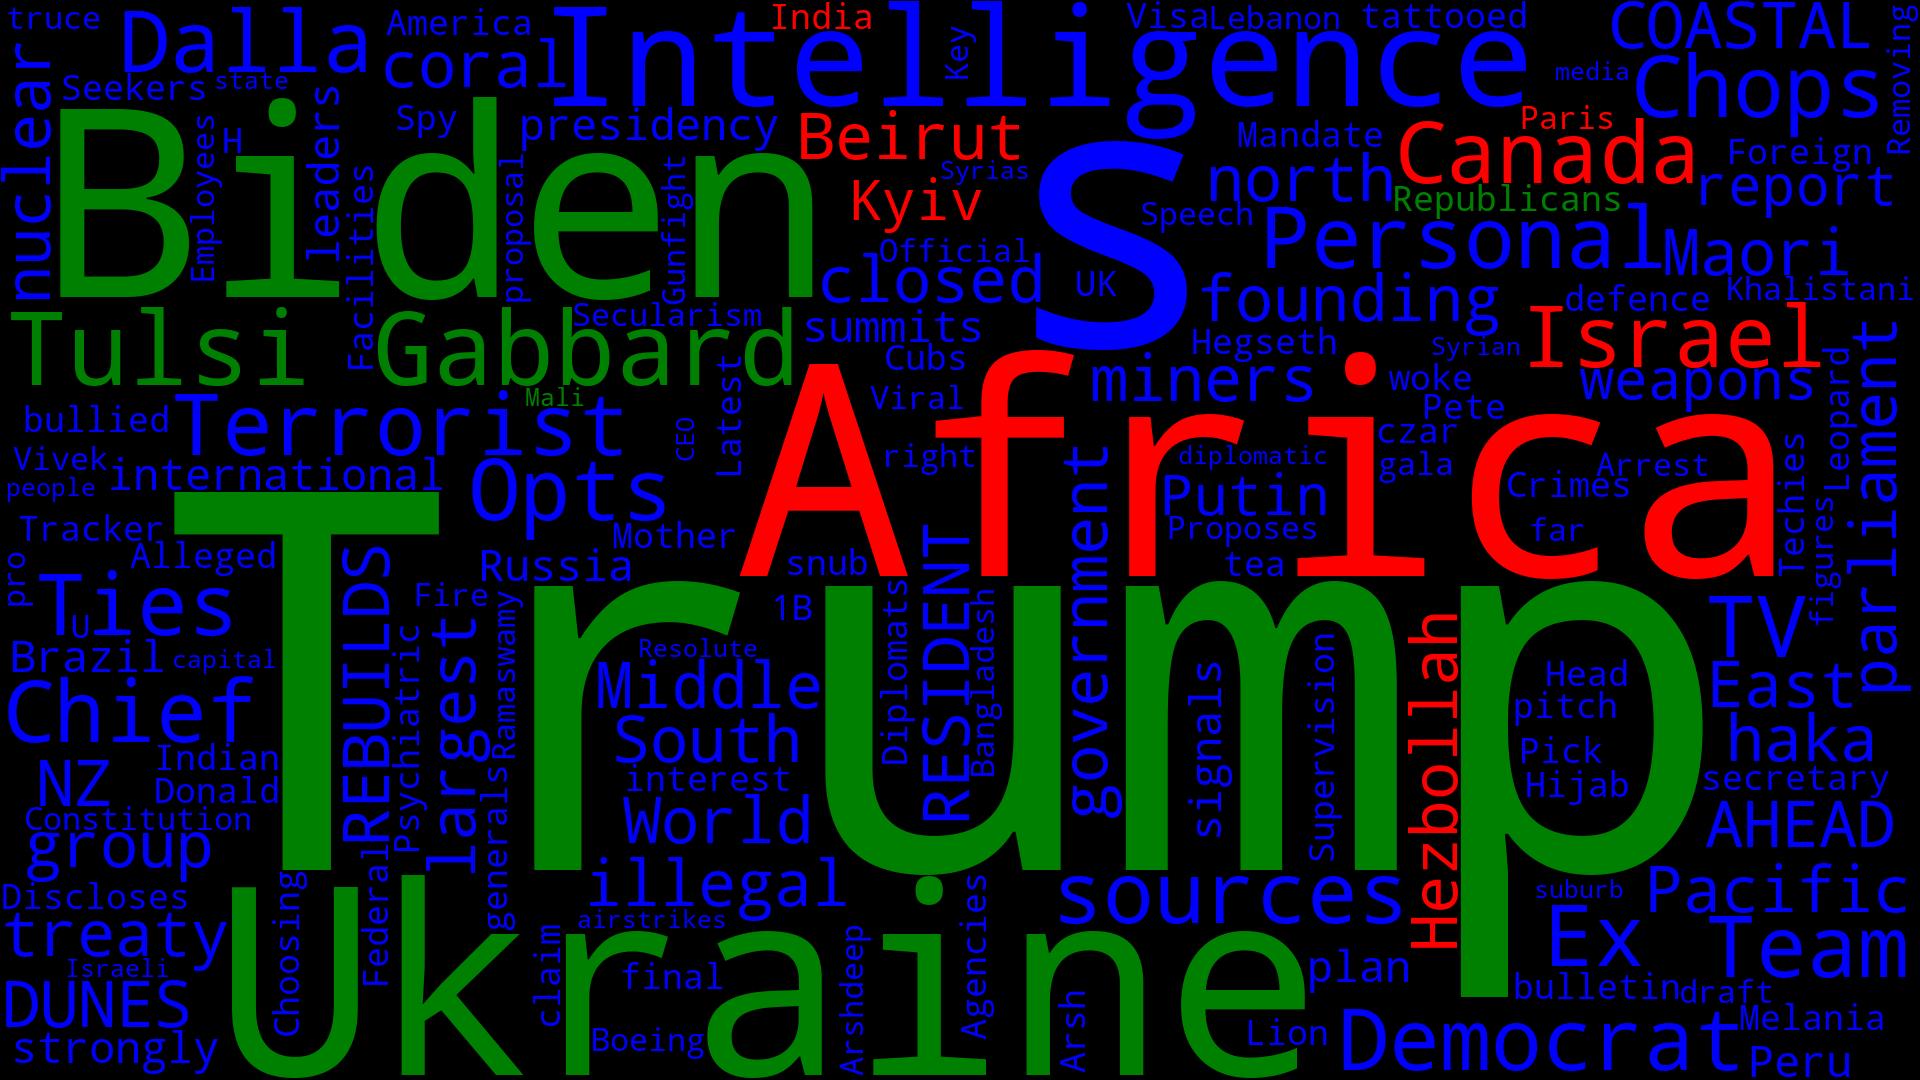 truce
Dalla
America
coral
Intelligence
India
Key
Visa
Lebanon
tattooed
COASTAL
Removing
nuclear
Seekers
state
leaders
Spy
presidency
Beirut
Mandate
media
Chops
Paris
Canada
Foreign
Biden
Employees
H
Facilities
proposal
Gunfight
Kyiv
Syrias
S
north
Republicans
report
Speech
Personal
Maori
Official
closed
UK
founding
defence
Khalistani
Tulsi
Gabbard
Secularism
summits
Hegseth
Syrian
Israel
parliament
Mali
Latest
Cubs
Viral
Africa
miners
woke
Pete
weapons
Leopard
bullied
Terrorist
CEO
right
czar
gala
diplomatic
Crimes
Arrest
Techies
Vivek
international
people
Opts
government
Putin
Proposes
far
figures
Tracker
Alleged
Mother
Russia
snub
tea
Trump
pro
Ties
U
REBUILDS
Fire
Ramaswamy
1B
Diplomats
RESIDENT
Bangladesh
TV
Brazil
capital
Psychiatric
largest
Resolute
Middle
signals
Supervision
Hezbollah
Head
pitch
East
Chief
South
Pick
haka
NZ
Indian
Donald
interest
Hijab
secretary
Constitution
group
generals
World
AHEAD
Discloses
Choosing
Federal
illegal
sources
suburb
Pacific
treaty
airstrikes
Agencies
Ex
Team
Israeli
Ukraine
claim
final
Arshdeep
plan
bulletin
draft
DUNES
Arsh
Melania
strongly
Boeing
Lion
Democrat
Peru